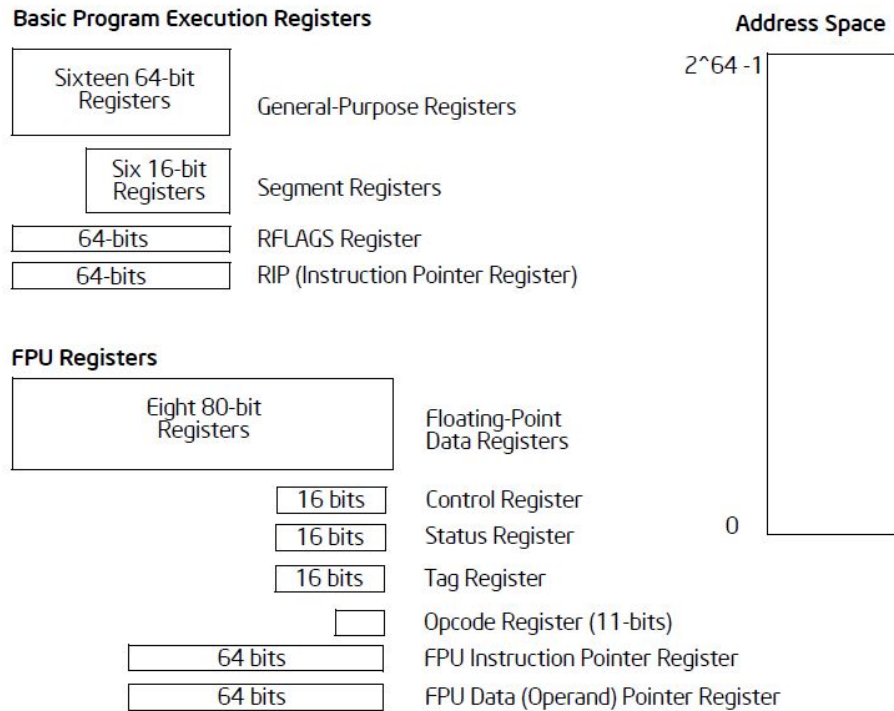 Basic Program Execution Registers
Address Space
2^64 -1
Sixteen 64-bit
Registers
General-Purpose Registers
Six 16-bit
Registers
Segment Registers
64-bits
RFLAGS Register
64-bits
RIP (Instruction Pointer Register)
FPU Registers
Eight 80-bit
Registers
Floating-Point
Data Registers
16 bits
Control Register
16 bits
Status Register
0
16 bits
Tag Register
Opcode Register (11-bits)
64 bits
FPU Instruction Pointer Register
64 bits
FPU Data (Operand) Pointer Register